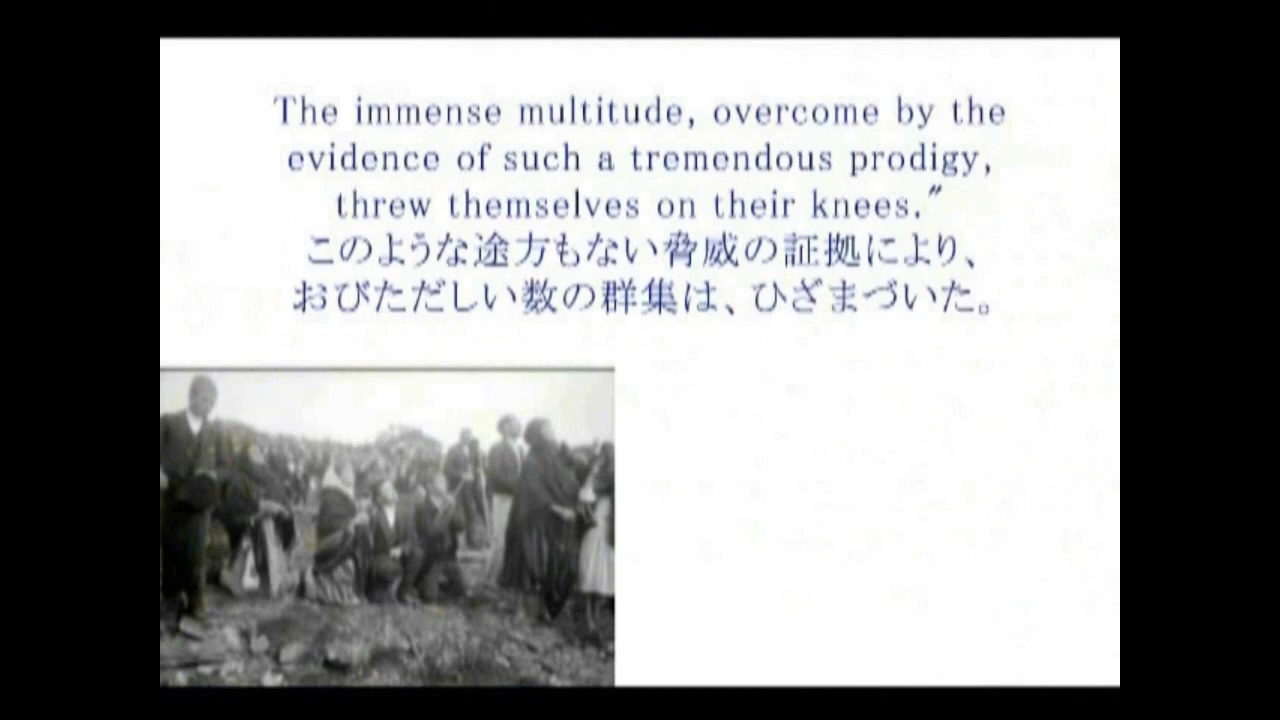 The immense multitude, overcome by the
evidence of such a tremendous prodigy,
threw themselves on their knees."
このような途方もない脅威の証拠により、
おびただしい数の群集は、ひざまづいた。